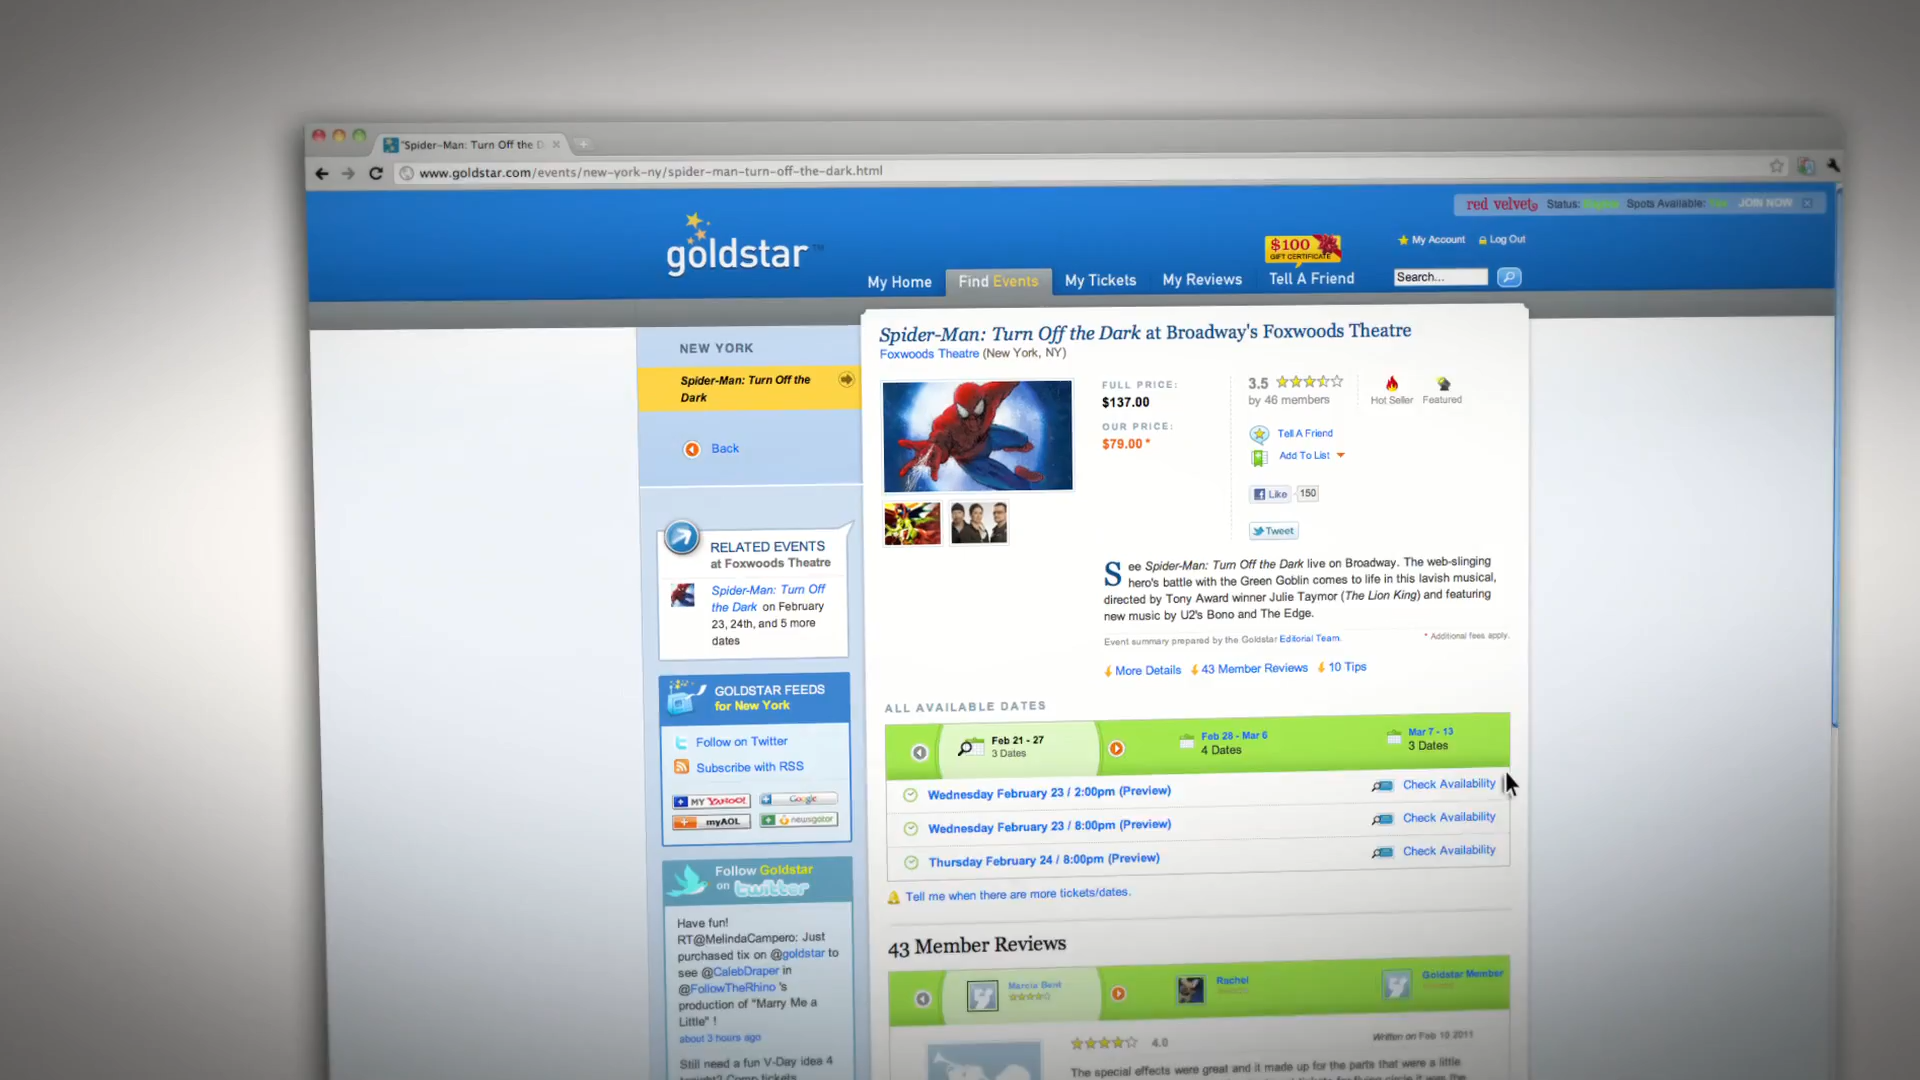 "Spider-Man: Turn Off the D
www.goldstar.com/events/new-york-ny/spider-man-turn-off-the-dark.html
red velvet Status: Spots Available: JOIN NOW
goldstar™
$100
GIFT CERTIFICATE
My Account
Log Out
My Home
Find Events
My Tickets
My Reviews
Tell A Friend
Search...
NEW YORK
Spider-Man: Turn Off the
Dark
Back
RELATED EVENTS
at Foxwoods Theatre
Spider-Man: Turn Off
the Dark on February
23, 24th, and 5 more
dates
GOLDSTAR FEEDS
for New York
Follow on Twitter
Subscribe with RSS
MY YAHOO!
Google
myAOL
newsgator
Follow Goldstar
on twitter
Have fun!
RT@MelindaCampero: Just
purchased tix on @goldstar to
see @CalebDraper in
@FollowTheRhino 's
production of "Marry Me a
Little" !
about 3 hours ago
Still need a fun V-Day idea 4
Spider-Man: Turn Off the Dark at Broadway's Foxwoods Theatre
Foxwoods Theatre (New York, NY)
FULL PRICE:
$137.00
OUR PRICE:
$79.00 *
3.5
by 46 members
Hot Seller
Featured
Tell A Friend
Add To List
Like 150
Tweet
See Spider-Man: Turn Off the Dark live on Broadway. The web-slinging
hero's battle with the Green Goblin comes to life in this lavish musical,
directed by Tony Award winner Julie Taymor (The Lion King) and featuring
new music by U2's Bono and The Edge.
Event summary prepared by the Goldstar Editorial Team.
* Additional fees apply.
More Details
43 Member Reviews
10 Tips
ALL AVAILABLE DATES
Feb 21 - 27
3 Dates
Feb 28 - Mar 6
4 Dates
Mar 7 - 13
3 Dates
Wednesday February 23 / 2:00pm (Preview)
Check Availability
Wednesday February 23 / 8:00pm (Preview)
Check Availability
Thursday February 24 / 8:00pm (Preview)
Check Availability
Tell me when there are more tickets/dates.
43 Member Reviews
Marcia Bent
Rachel
Goldstar Member
4.0
Written on Feb 10 2011
The special effects were great and it made up for the parts that were a little